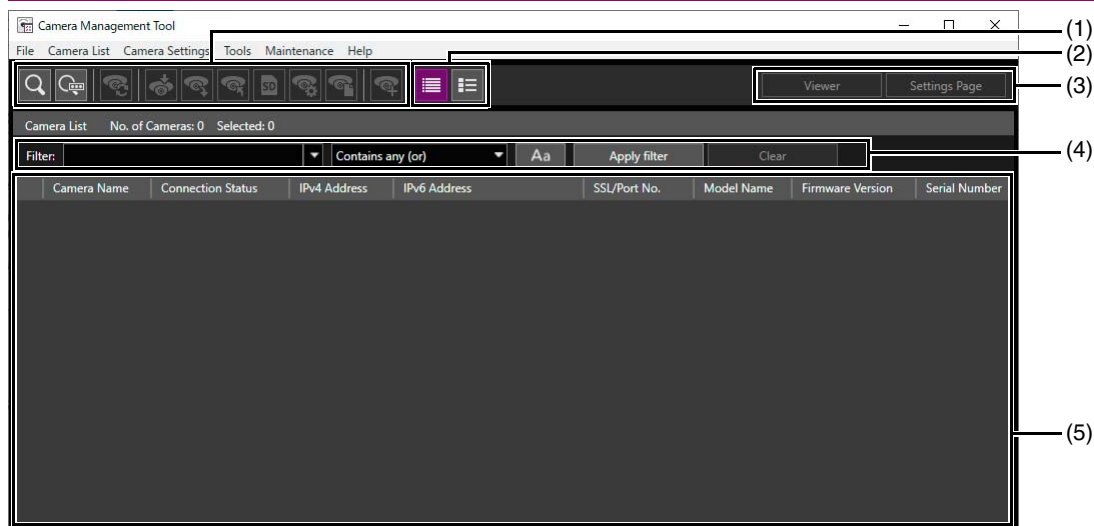 Camera Management Tool
(1)
File Camera List Camera Settings Tools Maintenance Help
(2)
SD
Viewer Settings Page
(3)
Camera List No. of Cameras: 0 Selected: 0
Filter: Contains any (or) Aa Apply filter Clear
(4)
Camera Name Connection Status IPv4 Address IPv6 Address SSL/Port No. Model Name Firmware Version Serial Number
(5)